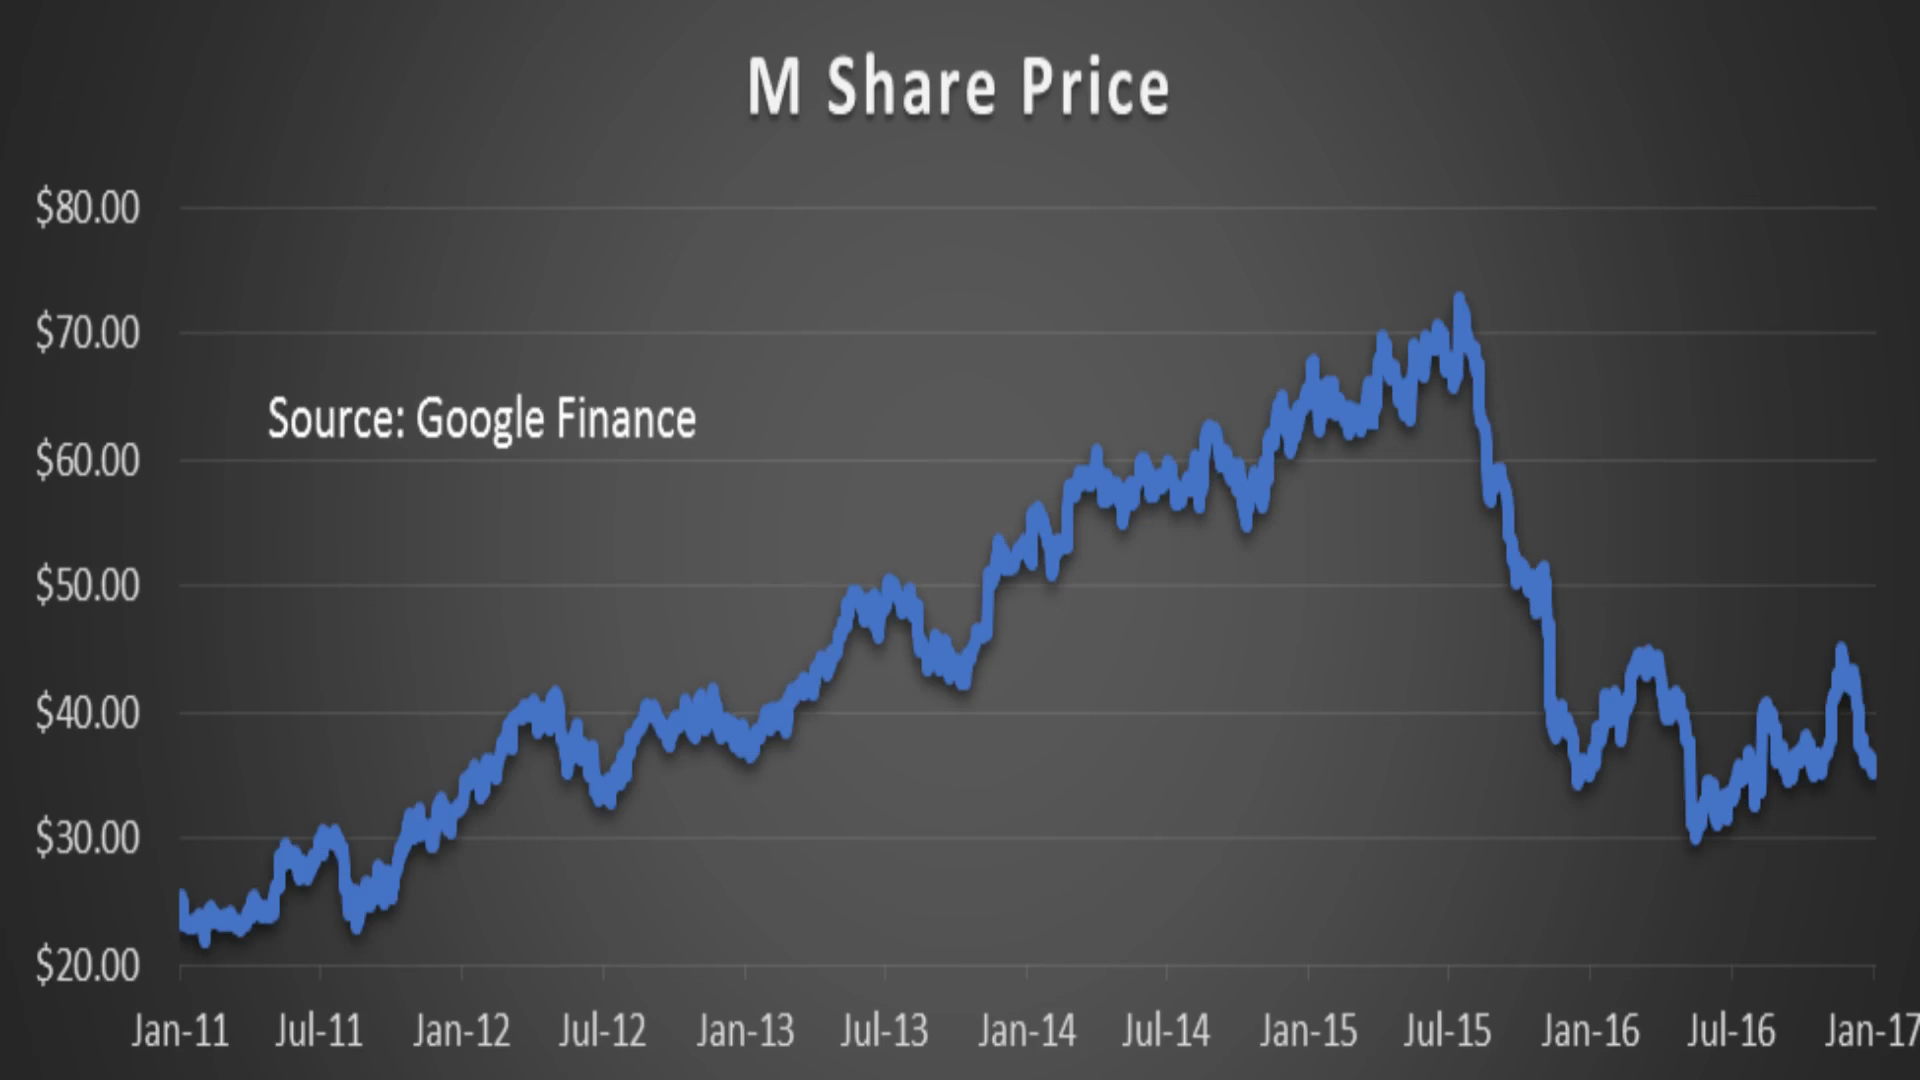 M Share Price
$80.00
$70.00
Source: Google Finance
$60.00
$50.00
$40.00
$30.00
$20.00
Jan-11 Jul-11 Jan-12 Jul-12 Jan-13 Jul-13 Jan-14 Jul-14 Jan-15 Jul-15 Jan-16 Jul-16 Jan-17